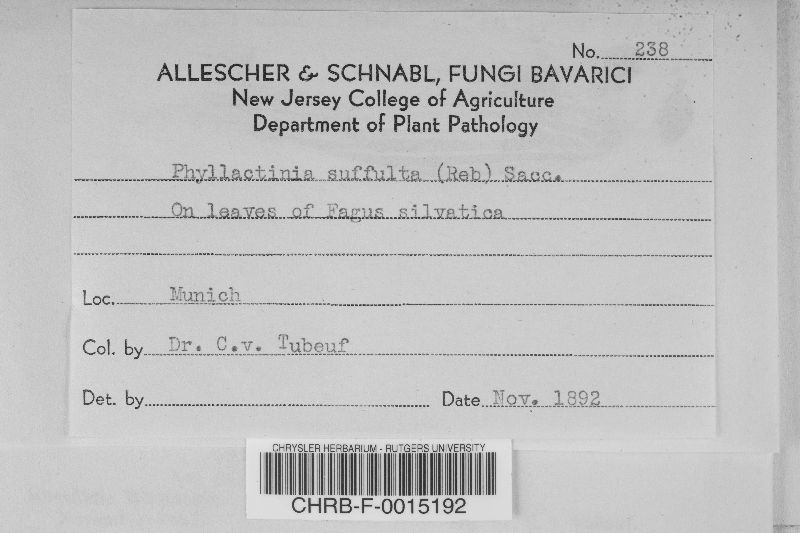 No. 238
ALLESCHER & SCHNABL, FUNGI BAVARICI
New Jersey College of Agriculture
Department of Plant Pathology
Phyllactinia suffulta (Reb) Sacc.
On leaves of Fagus silvatica
Loc. Munich
Col. by Dr. C.v. Tubeuf
Det. by
Date Nov. 1892
CHRYSLER HERBARIUM - RUTGERS UNIVERSITY
CHRB-F-0015192